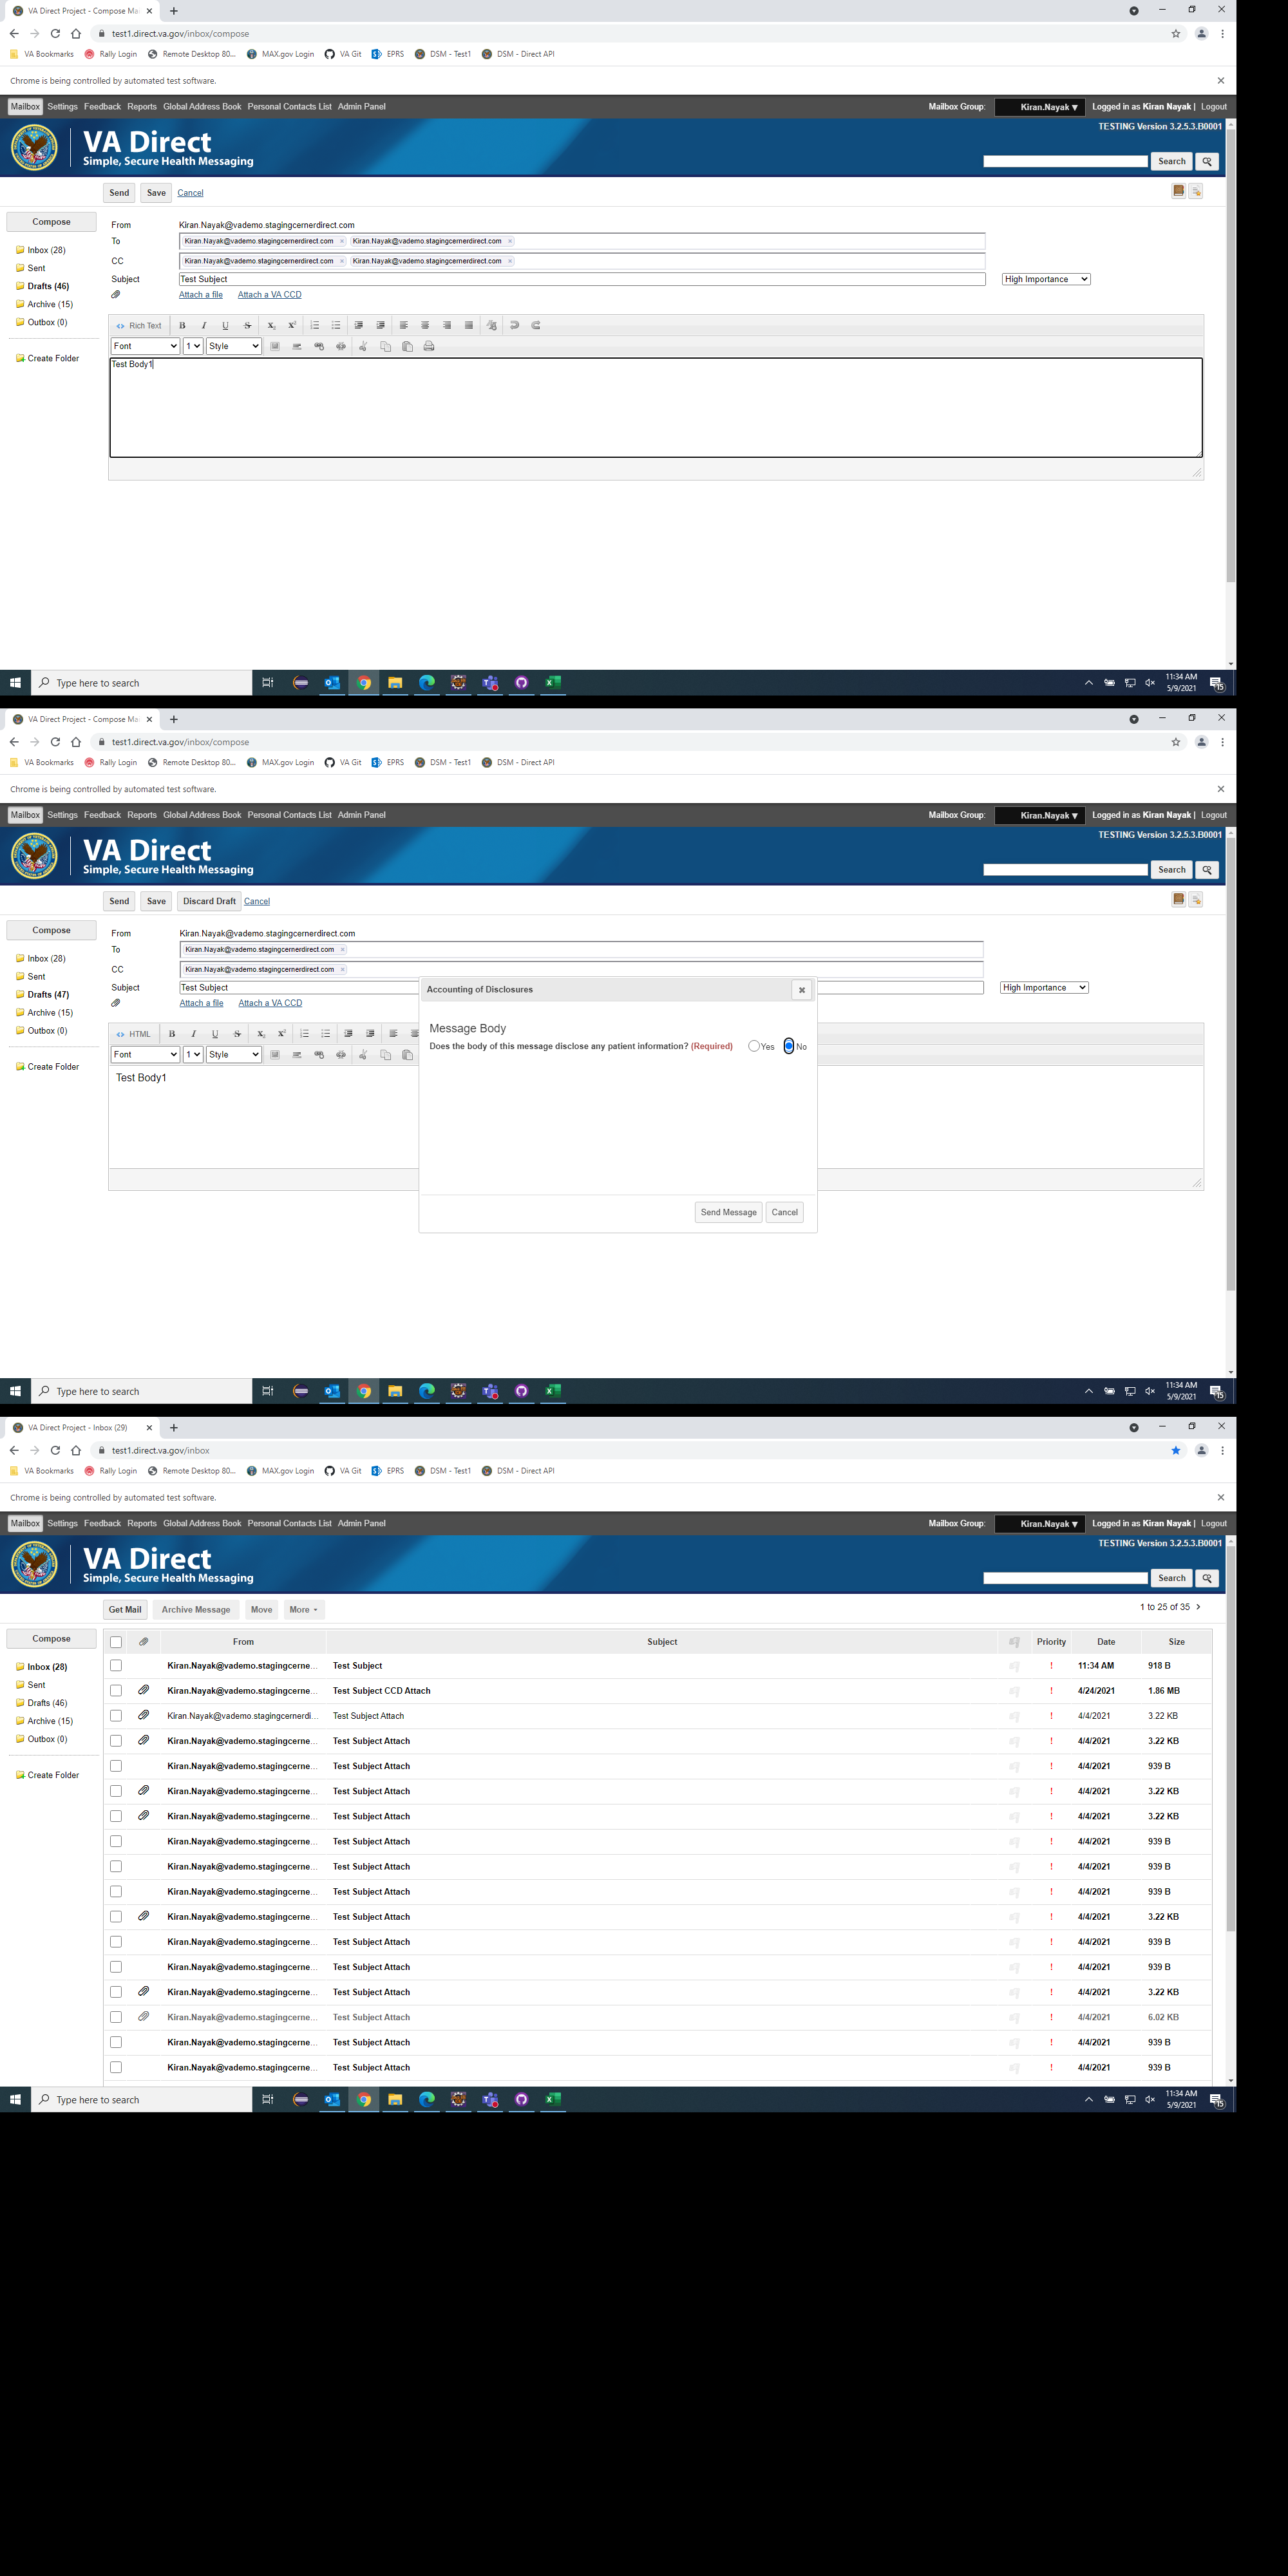 VA Direct Project - Compose Ma
test1.direct.va.gov/inbox/compose
VA Bookmarks Rally Login Remote Desktop 80... MAX.gov Login VA Git EPRS DSM - Test1 DSM - Direct API
Chrome is being controlled by automated test software.
Mailbox Settings Feedback Reports Global Address Book Personal Contacts List Admin Panel Mailbox Group: Kiran.Nayak ▾ Logged in as Kiran Nayak | Logout
TESTING Version 3.2.5.3.B0001
VA Direct
Simple, Secure Health Messaging
Search
Send Save Cancel
Compose
From Kiran.Nayak@vademo.stagingcernerdirect.com
To Kiran.Nayak@vademo.stagingcernerdirect.com × Kiran.Nayak@vademo.stagingcernerdirect.com ×
CC Kiran.Nayak@vademo.stagingcernerdirect.com × Kiran.Nayak@vademo.stagingcernerdirect.com ×
Subject Test Subject High Importance
Attach a file Attach a VA CCD
Inbox (28)
Sent
Drafts (46)
Archive (15)
Outbox (0)
Create Folder
Rich Text B I U S X₂ X²
Font 1 Style
Test Body1
Type here to search
11:34 AM
5/9/2021
15
VA Direct Project - Compose Ma
test1.direct.va.gov/inbox/compose
VA Bookmarks Rally Login Remote Desktop 80... MAX.gov Login VA Git EPRS DSM - Test1 DSM - Direct API
Chrome is being controlled by automated test software.
Mailbox Settings Feedback Reports Global Address Book Personal Contacts List Admin Panel Mailbox Group: Kiran.Nayak ▾ Logged in as Kiran Nayak | Logout
TESTING Version 3.2.5.3.B0001
VA Direct
Simple, Secure Health Messaging
Search
Send Save Discard Draft Cancel
Compose
From Kiran.Nayak@vademo.stagingcernerdirect.com
To Kiran.Nayak@vademo.stagingcernerdirect.com ×
CC Kiran.Nayak@vademo.stagingcernerdirect.com ×
Subject Test Subject High Importance
Attach a file Attach a VA CCD
Inbox (28)
Sent
Drafts (47)
Archive (15)
Outbox (0)
Create Folder
HTML B I U S X₂ X²
Font 1 Style
Test Body1
Accounting of Disclosures
Message Body
Does the body of this message disclose any patient information? (Required) Yes No
Send Message Cancel
Type here to search
11:34 AM
5/9/2021
15
VA Direct Project - Inbox (29)
test1.direct.va.gov/inbox
VA Bookmarks Rally Login Remote Desktop 80... MAX.gov Login VA Git EPRS DSM - Test1 DSM - Direct API
Chrome is being controlled by automated test software.
Mailbox Settings Feedback Reports Global Address Book Personal Contacts List Admin Panel Mailbox Group: Kiran.Nayak ▾ Logged in as Kiran Nayak | Logout
TESTING Version 3.2.5.3.B0001
VA Direct
Simple, Secure Health Messaging
Search
Get Mail Archive Message Move More 1 to 25 of 35
Compose
Inbox (28)
Sent
Drafts (46)
Archive (15)
Outbox (0)
Create Folder
From Subject Priority Date Size
Kiran.Nayak@vademo.stagingcerne... Test Subject ! 11:34 AM 918 B
Kiran.Nayak@vademo.stagingcerne... Test Subject CCD Attach ! 4/24/2021 1.86 MB
Kiran.Nayak@vademo.stagingcernerdi... Test Subject Attach ! 4/4/2021 3.22 KB
Kiran.Nayak@vademo.stagingcerne... Test Subject Attach ! 4/4/2021 3.22 KB
Kiran.Nayak@vademo.stagingcerne... Test Subject Attach ! 4/4/2021 939 B
Kiran.Nayak@vademo.stagingcerne... Test Subject Attach ! 4/4/2021 3.22 KB
Kiran.Nayak@vademo.stagingcerne... Test Subject Attach ! 4/4/2021 3.22 KB
Kiran.Nayak@vademo.stagingcerne... Test Subject Attach ! 4/4/2021 939 B
Kiran.Nayak@vademo.stagingcerne... Test Subject Attach ! 4/4/2021 939 B
Kiran.Nayak@vademo.stagingcerne... Test Subject Attach ! 4/4/2021 939 B
Kiran.Nayak@vademo.stagingcerne... Test Subject Attach ! 4/4/2021 3.22 KB
Kiran.Nayak@vademo.stagingcerne... Test Subject Attach ! 4/4/2021 939 B
Kiran.Nayak@vademo.stagingcerne... Test Subject Attach ! 4/4/2021 939 B
Kiran.Nayak@vademo.stagingcerne... Test Subject Attach ! 4/4/2021 3.22 KB
Kiran.Nayak@vademo.stagingcerne... Test Subject Attach ! 4/4/2021 6.02 KB
Kiran.Nayak@vademo.stagingcerne... Test Subject Attach ! 4/4/2021 939 B
Kiran.Nayak@vademo.stagingcerne... Test Subject Attach ! 4/4/2021 939 B
Type here to search
11:34 AM
5/9/2021
15